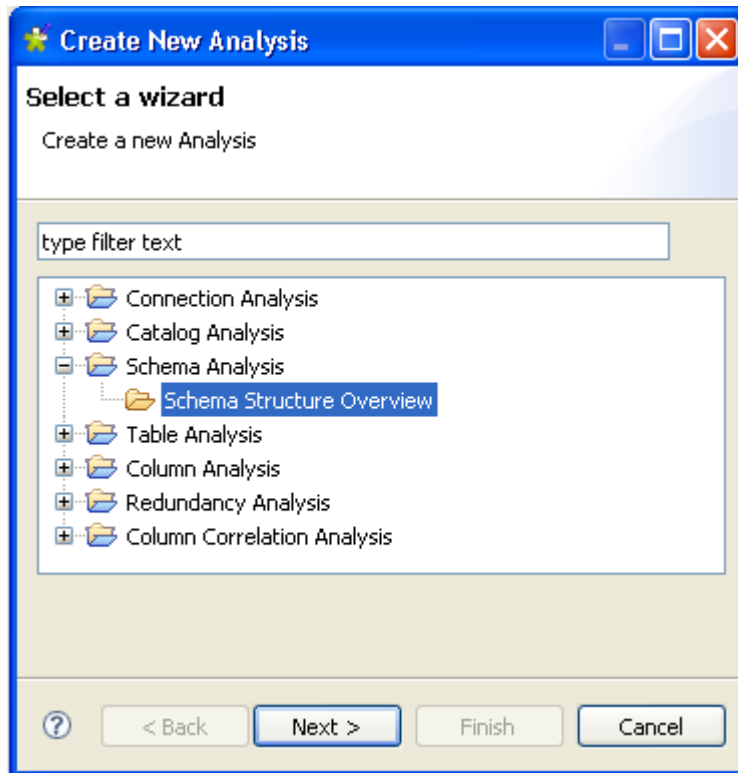 Create New Analysis
Select a wizard
Create a new Analysis
type filter text
Connection Analysis
Catalog Analysis
Schema Analysis
Schema Structure Overview
Table Analysis
Column Analysis
Redundancy Analysis
Column Correlation Analysis
? < Back Next > Finish Cancel